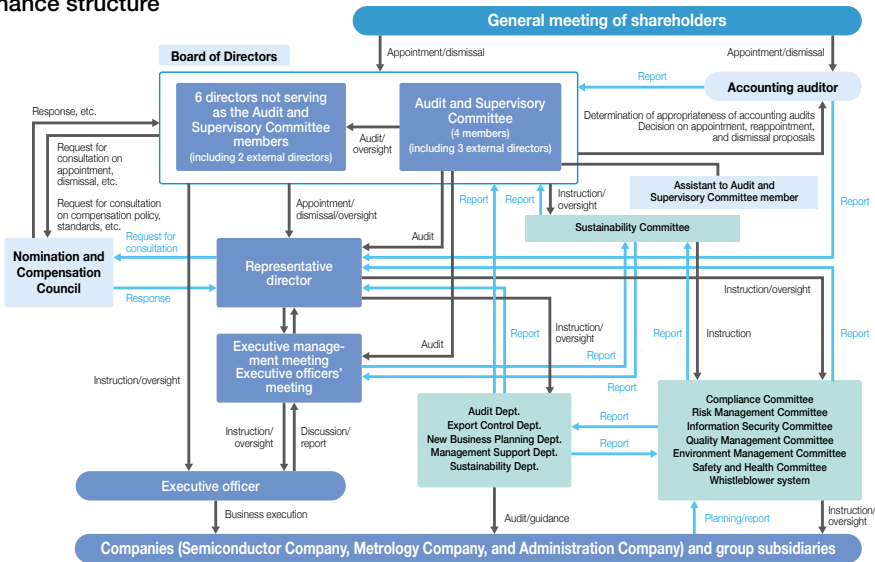 nance structure
General meeting of shareholders
Appointment/dismissal
Appointment/dismissal
Board of Directors
Report
Accounting auditor
6 directors not serving
as the Audit and
Supervisory Committee
members
(including 2 external directors)
Audit/
oversight
Audit and Supervisory
Committee
(4 members)
(including 3 external directors)
Determination of appropriateness of accounting audits
Decision on appointment, reappointment,
and dismissal proposals
Response, etc.
Request for
consultation on
appointment,
dismissal, etc.
Request for consultation
on compensation policy,
standards, etc.
Assistant to Audit and
Supervisory Committee member
Appointment/
dismissal/oversight
Report
Report
Instruction/
oversight
Report
Sustainability Committee
Audit
Request for
consultation
Nomination and
Compensation
Council
Response
Representative
director
Instruction/oversight
Executive manage-
ment meeting
Executive officers'
meeting
Audit
Report
Instruction/
oversight
Report
Report
Report
Instruction
Report
Instruction/oversight
Audit Dept.
Export Control Dept.
New Business Planning Dept.
Management Support Dept.
Sustainability Dept.
Report
Report
Compliance Committee
Risk Management Committee
Information Security Committee
Quality Management Committee
Environment Management Committee
Safety and Health Committee
Whistleblower system
Instruction/
oversight
Discussion/
report
Executive officer
Business execution
Audit/guidance
Planning/report
Instruction/
oversight
Companies (Semiconductor Company, Metrology Company, and Administration Company) and group subsidiaries